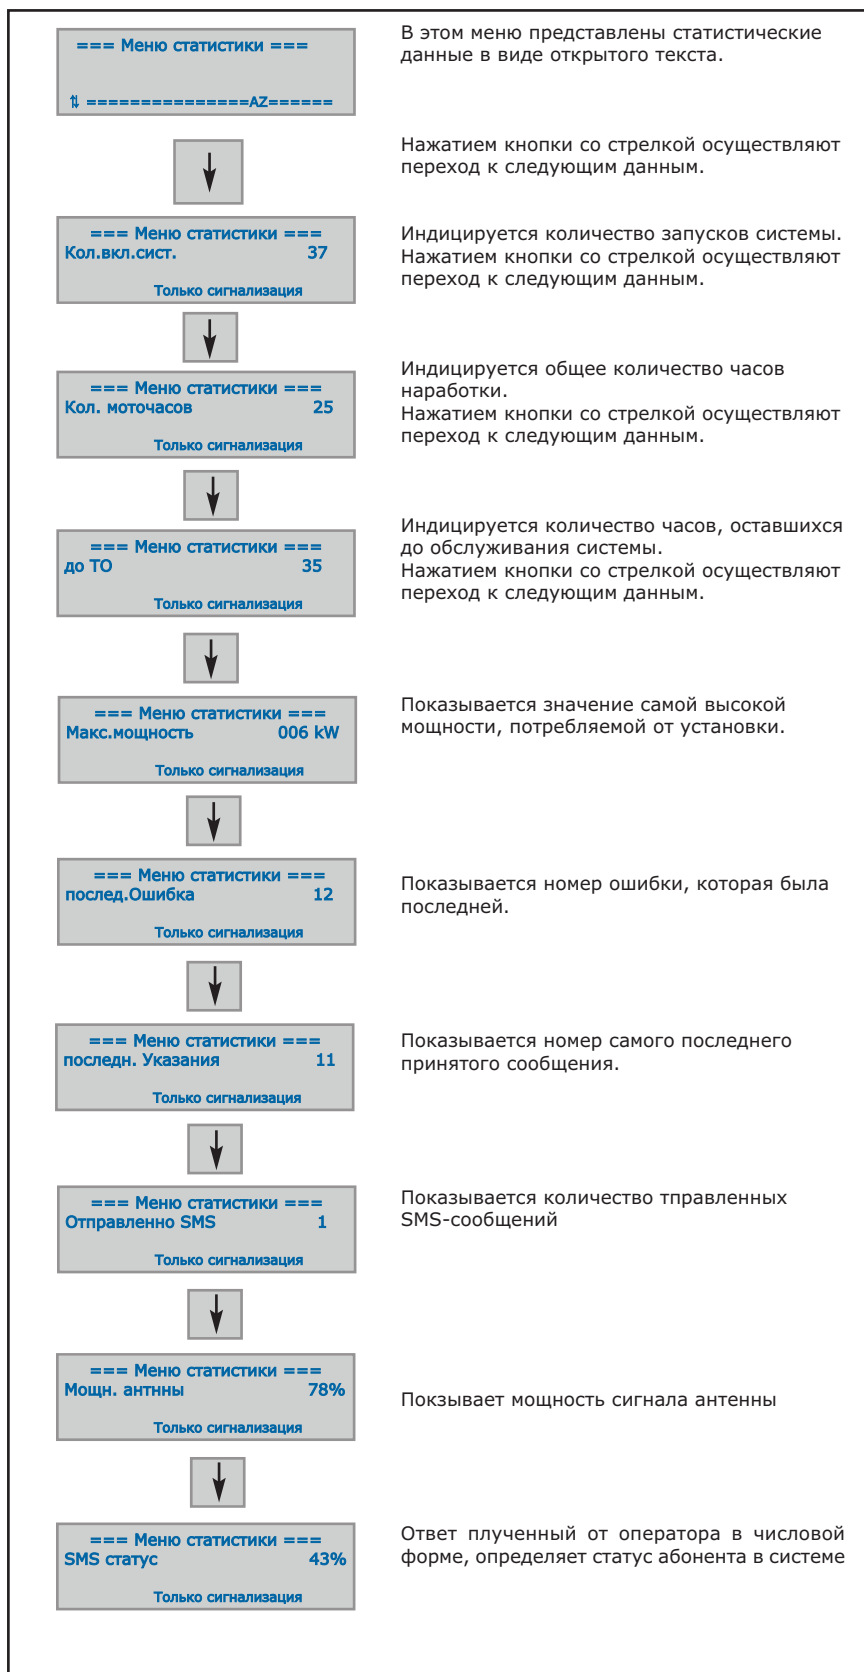 === Меню статистики ===
⇅ ===============AZ======
В этом меню представлены статистические
данные в виде открытого текста.
Нажатием кнопки со стрелкой осуществляют
переход к следующим данным.
=== Меню статистики ===
Кол.вкл.сист. 37
Только сигнализация
Индицируется количество запусков системы.
Нажатием кнопки со стрелкой осуществляют
переход к следующим данным.
=== Меню статистики ===
Кол. моточасов 25
Только сигнализация
Индицируется общее количество часов
наработки.
Нажатием кнопки со стрелкой осуществляют
переход к следующим данным.
=== Меню статистики ===
до ТО 35
Только сигнализация
Индицируется количество часов, оставшихся
до обслуживания системы.
Нажатием кнопки со стрелкой осуществляют
переход к следующим данным.
=== Меню статистики ===
Макс.мощность 006 kW
Только сигнализация
Показывается значение самой высокой
мощности, потребляемой от установки.
=== Меню статистики ===
послед.Ошибка 12
Только сигнализация
Показывается номер ошибки, которая была
последней.
=== Меню статистики ===
последн. Указания 11
Только сигнализация
Показывается номер самого последнего
принятого сообщения.
=== Меню статистики ===
Отправленно SMS 1
Только сигнализация
Показывается количество тправленных
SMS-сообщений
=== Меню статистики ===
Мощн. антнны 78%
Только сигнализация
Покзывает мощность сигнала антенны
=== Меню статистики ===
SMS статус 43%
Только сигнализация
Ответ плученный от оператора в числовой
форме, определяет статус абонента в системе